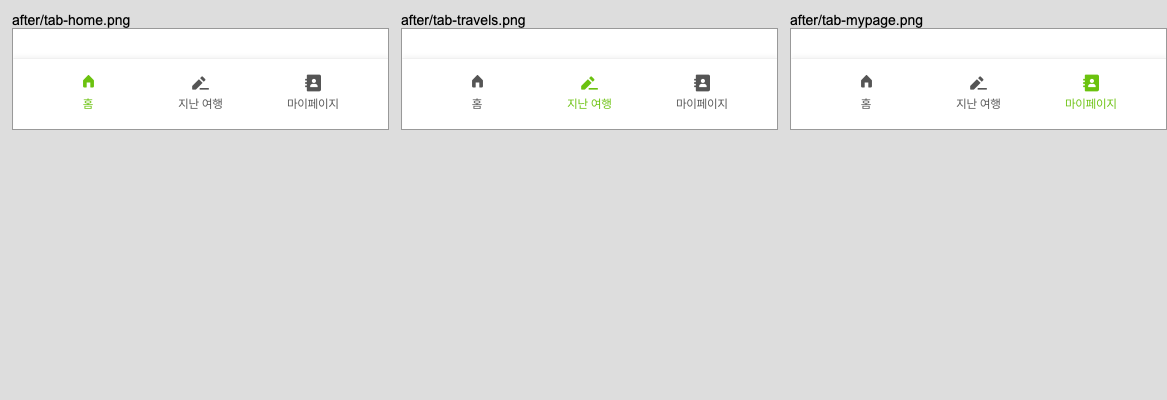 after/tab-home.png
after/tab-travels.png
after/tab-mypage.png
홈 지난 여행 마이페이지
홈 지난 여행 마이페이지
홈 지난 여행 마이페이지